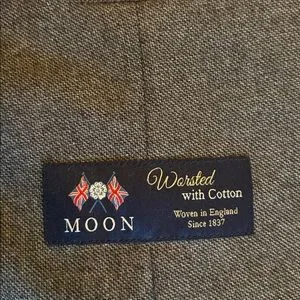 MOON
Worsted
with Cotton
Woven in England
Since 1837